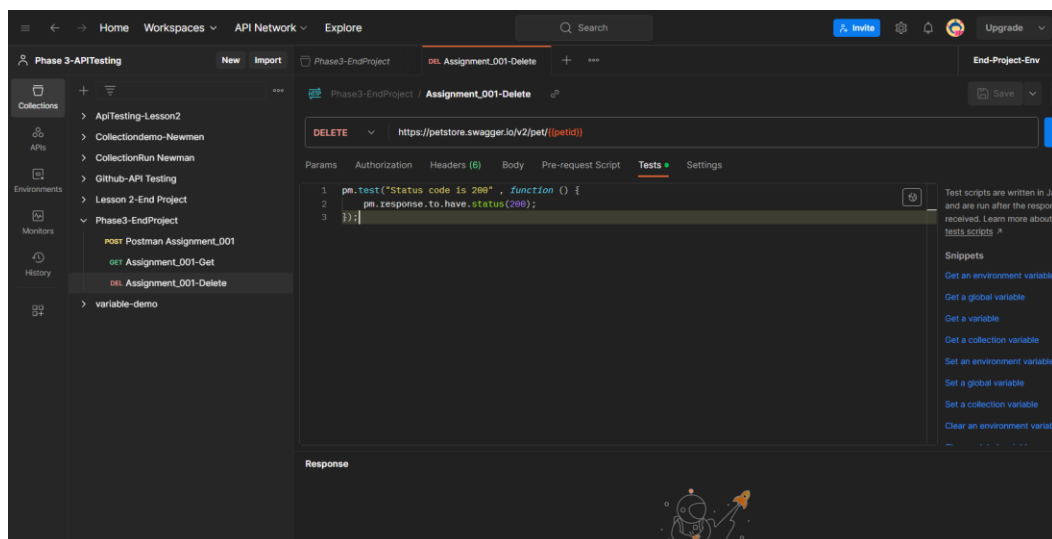 Home Workspaces API Network Explore Search Invite Upgrade
Phase 3-APITesting New Import Phase3-EndProject DEL Assignment_001-Delete End-Project-Env
Collections
APIs
Environments
Monitors
History
ApiTesting-Lesson2
Collectiondemo-Newmen
CollectionRun Newman
Github-API Testing
Lesson 2-End Project
Phase3-EndProject
POST Postman Assignment_001
GET Assignment_001-Get
DEL Assignment_001-Delete
variable-demo
HTTP Phase3-EndProject / Assignment_001-Delete Save
DELETE https://petstore.swagger.io/v2/pet/{{petid}}
Params Authorization Headers (6) Body Pre-request Script Tests Settings
1 pm.test("Status code is 200" , function () {
2 pm.response.to.have.status(200);
3 });
Test scripts are written in Ja
and are run after the respon
received. Learn more about
tests scripts
Snippets
Get an environment variable
Get a global variable
Get a variable
Get a collection variable
Set an environment variable
Set a global variable
Set a collection variable
Clear an environment variab
Response